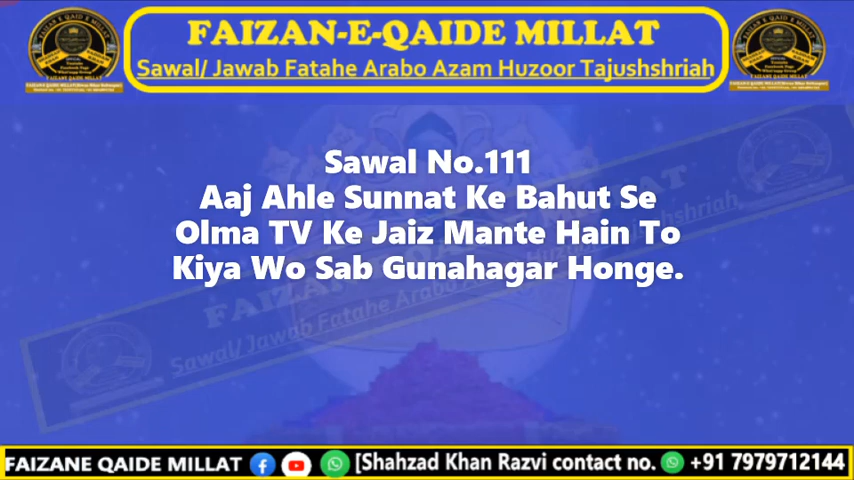 FAIZAN-E-QAIDE MILLAT
Sawal/ Jawab Fatahe Arabo Azam Huzoor Tajushshriah
Sawal No.111
Aaj Ahle Sunnat Ke Bahut Se
Olma TV Ke Jaiz Mante Hain To
Kiya Wo Sab Gunahagar Honge.
FAIZANE QAIDE MILLAT [Shahzad Khan Razvi contact no. +91 7979712144